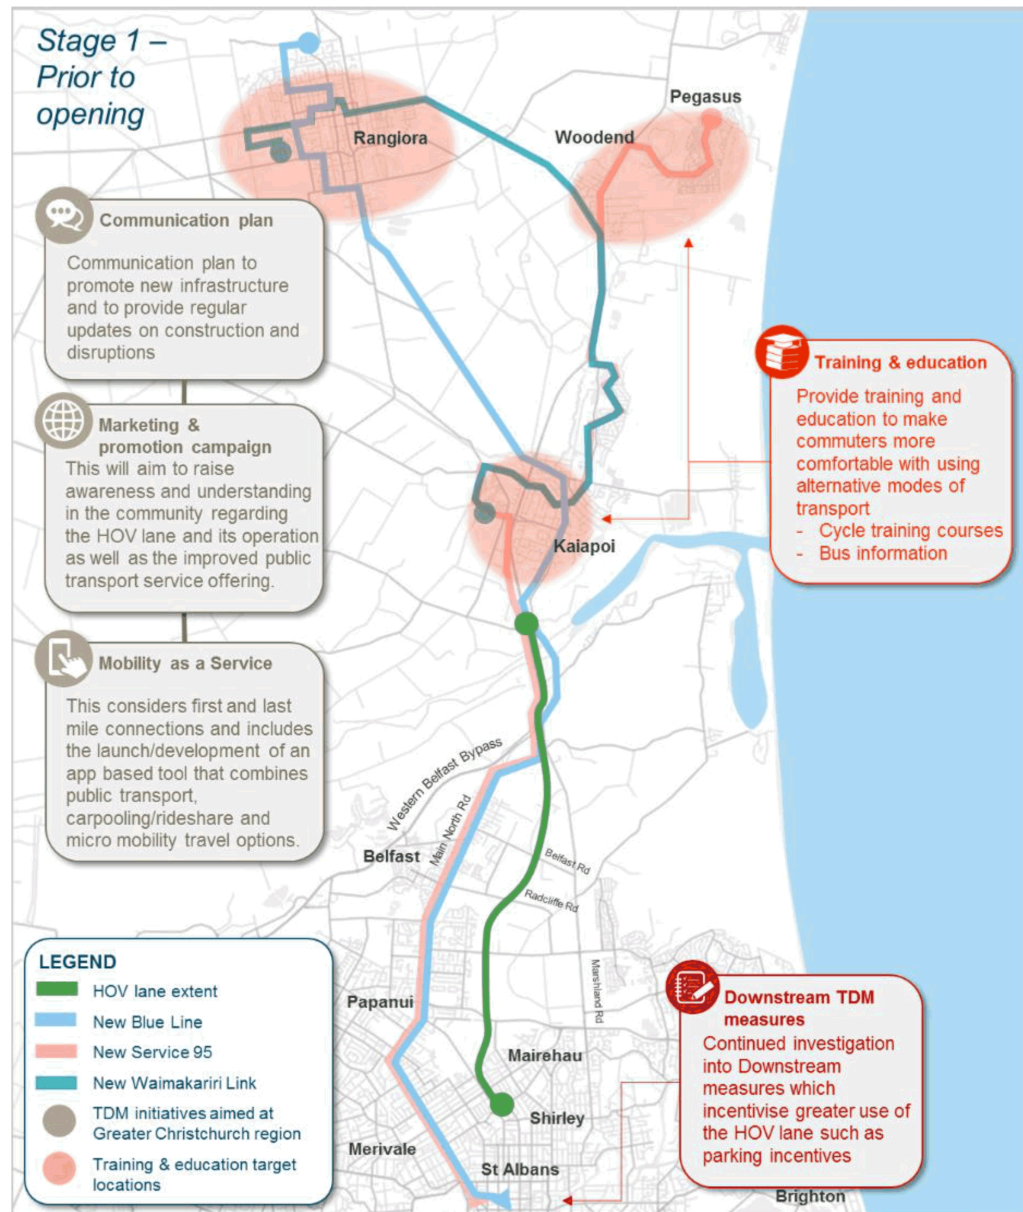 Stage 1 –
Prior to
opening
Pegasus
Woodend
Rangiora
Communication plan
Communication plan to
promote new infrastructure
and to provide regular
updates on construction and
disruptions
Marketing &
promotion campaign
This will aim to raise
awareness and understanding
in the community regarding
the HOV lane and its operation
as well as the improved public
transport service offering.
Mobility as a Service
This considers first and last
mile connections and includes
the launch/development of an
app based tool that combines
public transport,
carpooling/rideshare and
micro mobility travel options.
Training & education
Provide training and
education to make
commuters more
comfortable with using
alternative modes of
transport
- Cycle training courses
- Bus information
Kaiapoi
Western Belfast Bypass
Main North Rd
Belfast
Belfast Rd
Radcliffe Rd
Marshland Rd
Papanui
Mairehau
Shirley
Merivale
St Albans
Brighton
LEGEND
HOV lane extent
New Blue Line
New Service 95
New Waimakariri Link
TDM initiatives aimed at
Greater Christchurch region
Training & education target
locations
Downstream TDM
measures
Continued investigation
into Downstream
measures which
incentivise greater use of
the HOV lane such as
parking incentives